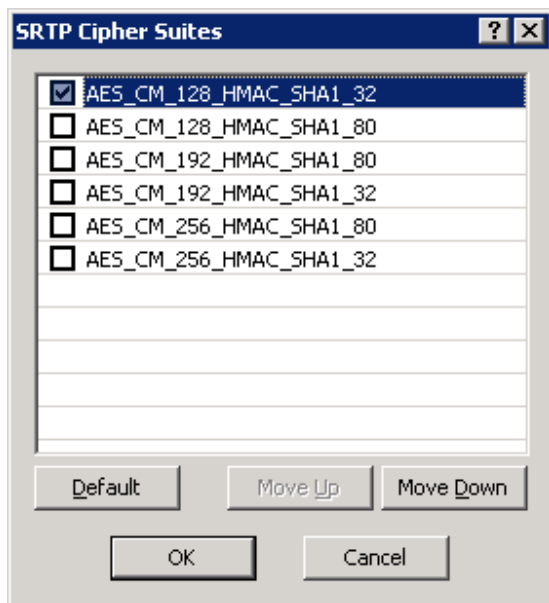 SRTP Cipher Suites
AES_CM_128_HMAC_SHA1_32
AES_CM_128_HMAC_SHA1_80
AES_CM_192_HMAC_SHA1_80
AES_CM_192_HMAC_SHA1_32
AES_CM_256_HMAC_SHA1_80
AES_CM_256_HMAC_SHA1_32
Default Move Up Move Down
OK Cancel